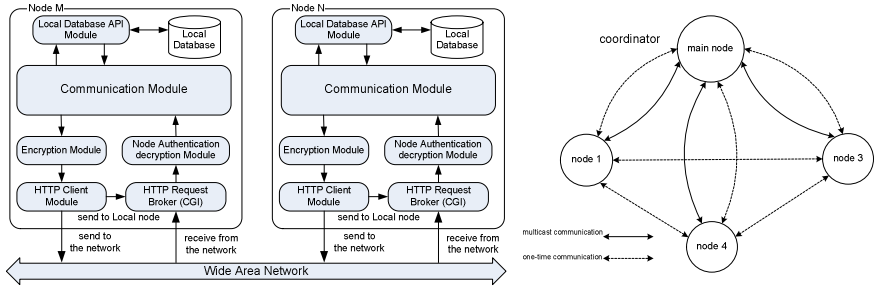 Node M
Local Database API
Module
Local
Database
Communication Module
Encryption Module
Node Authentication
decryption Module
HTTP Client
Module
HTTP Request
Broker (CGI)
send to Local node
send to
the network
receive from
the network
Node N
Local Database API
Module
Local
Database
Communication Module
Encryption Module
Node Authentication
decryption Module
HTTP Client
Module
HTTP Request
Broker (CGI)
send to Local node
send to
the network
receive from
the network
Wide Area Network
coordinator
main node
node 1
node 3
node 4
multicast communication
one-time communication